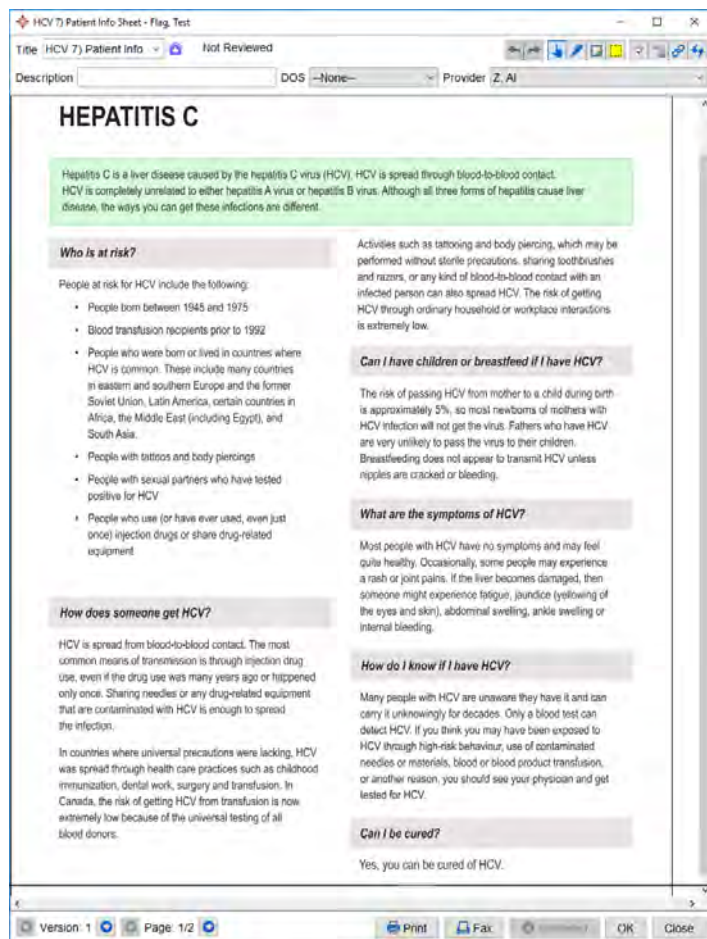 HCV 7) Patient Info Sheet - Flag, Test
Title HCV 7) Patient Info Not Reviewed
Description DOS --None-- Provider Z, Al
HEPATITIS C
Hepatitis C is a liver disease caused by the hepatitis C virus (HCV). HCV is spread through blood-to-blood contact.
HCV is completely unrelated to either hepatitis A virus or hepatitis B virus. Although all three forms of hepatitis cause liver
disease, the ways you can get these infections are different.
Who is at risk?
People at risk for HCV include the following:
• People born between 1945 and 1975
• Blood transfusion recipients prior to 1992
• People who were born or lived in countries where
HCV is common. These include many countries
in eastern and southern Europe and the former
Soviet Union, Latin America, certain countries in
Africa, the Middle East (including Egypt), and
South Asia.
• People with tattoos and body piercings
• People with sexual partners who have tested
positive for HCV
• People who use (or have ever used, even just
once) injection drugs or share drug-related
equipment
How does someone get HCV?
HCV is spread from blood-to-blood contact. The most
common means of transmission is through injection drug
use, even if the drug use was many years ago or happened
only once. Sharing needles or any drug-related equipment
that are contaminated with HCV is enough to spread
the infection.
In countries where universal precautions were lacking, HCV
was spread through health care practices such as childhood
immunization, dental work, surgery and transfusion. In
Canada, the risk of getting HCV from transfusion is now
extremely low because of the universal testing of all
blood donors.
Activities such as tattooing and body piercing, which may be
performed without sterile precautions, sharing toothbrushes
and razors, or any kind of blood-to-blood contact with an
infected person can also spread HCV. The risk of getting
HCV through ordinary household or workplace interactions
is extremely low.
Can I have children or breastfeed if I have HCV?
The risk of passing HCV from mother to a child during birth
is approximately 5%, so most newborns of mothers with
HCV infection will not get the virus. Fathers who have HCV
are very unlikely to pass the virus to their children.
Breastfeeding does not appear to transmit HCV unless
nipples are cracked or bleeding.
What are the symptoms of HCV?
Most people with HCV have no symptoms and may feel
quite healthy. Occasionally, some people may experience
a rash or joint pains. If the liver becomes damaged, then
someone might experience fatigue, jaundice (yellowing of
the eyes and skin), abdominal swelling, ankle swelling or
internal bleeding.
How do I know if I have HCV?
Many people with HCV are unaware they have it and can
carry it unknowingly for decades. Only a blood test can
detect HCV. If you think you may have been exposed to
HCV through high-risk behaviour, use of contaminated
needles or materials, blood or blood product transfusion,
or another reason, you should see your physician and get
tested for HCV.
Can I be cured?
Yes, you can be cured of HCV.
Version: 1 Page: 1/2 Print Fax OK Close